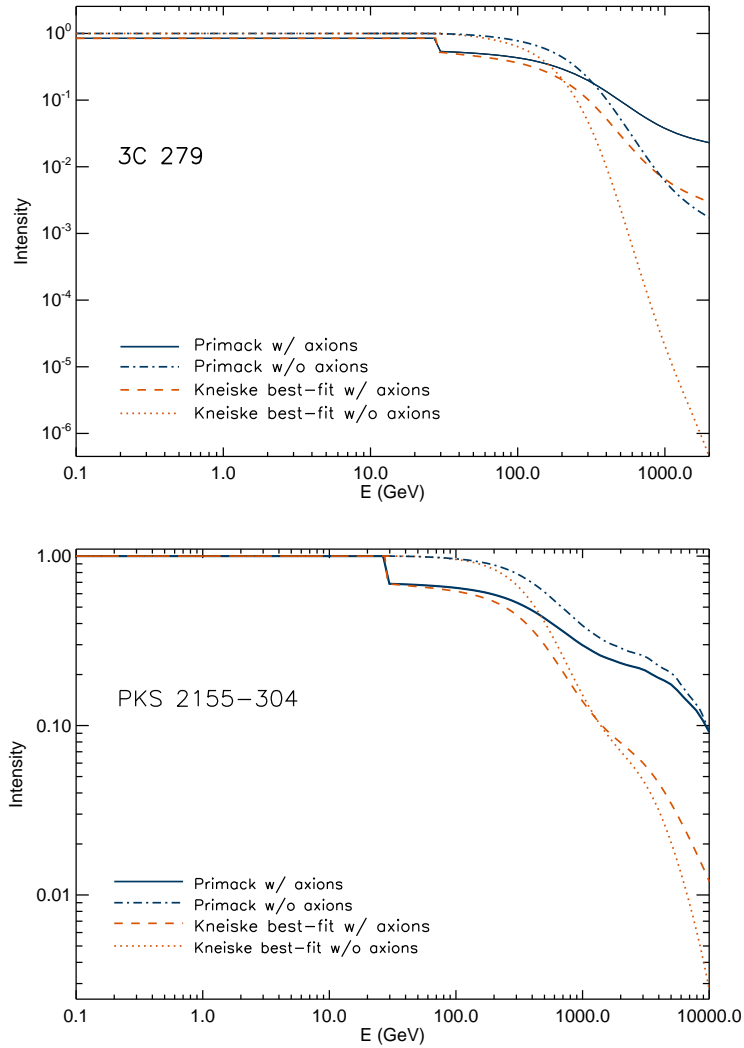 10^0
10^-1
10^-2
3C 279
Intensity
10^-3
10^-4
Primack w/ axions
10^-5
Primack w/o axions
Kneiske best-fit w/ axions
Kneiske best-fit w/o axions
10^-6
0.1 1.0 10.0 100.0 1000.0
E (GeV)
1.00
PKS 2155-304
0.10
Intensity
Primack w/ axions
0.01
Primack w/o axions
Kneiske best-fit w/ axions
Kneiske best-fit w/o axions
0.1 1.0 10.0 100.0 1000.0 10000.0
E (GeV)